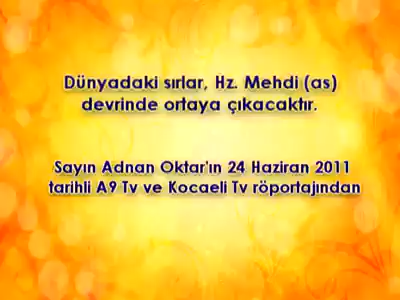 Dünyadaki sırlar, Hz. Mehdi (as)
devrinde ortaya çıkacaktır.
Sayın Adnan Oktar'ın 24 Haziran 2011
tarihli A9 Tv ve Kocaeli Tv röportajından